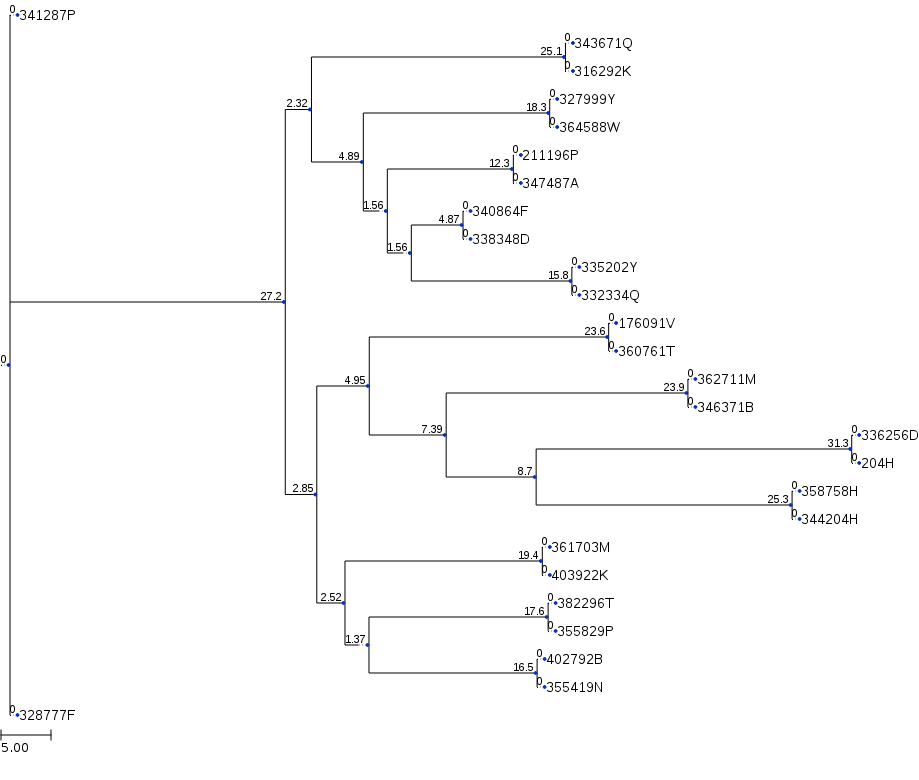 0 341287P
0 343671Q
25.1
0 316292K
0 327999Y
2.32
18.3
0 364588W
0 211196P
4.89
12.3
0 347487A
1.56
0 340864F
4.87
0 338348D
1.56
0 335202Y
15.8
0 332334Q
27.2
0 176091V
23.6
0 360761T
0
0 362711M
4.95
23.9
0 346371B
7.39
0 336256D
31.3
0 204H
8.7
0 358758H
2.85
25.3
0 344204H
0 361703M
19.4
0 403922K
2.52
0 382296T
17.6
0 355829P
1.37
0 402792B
16.5
0 355419N
0 328777F
5.00